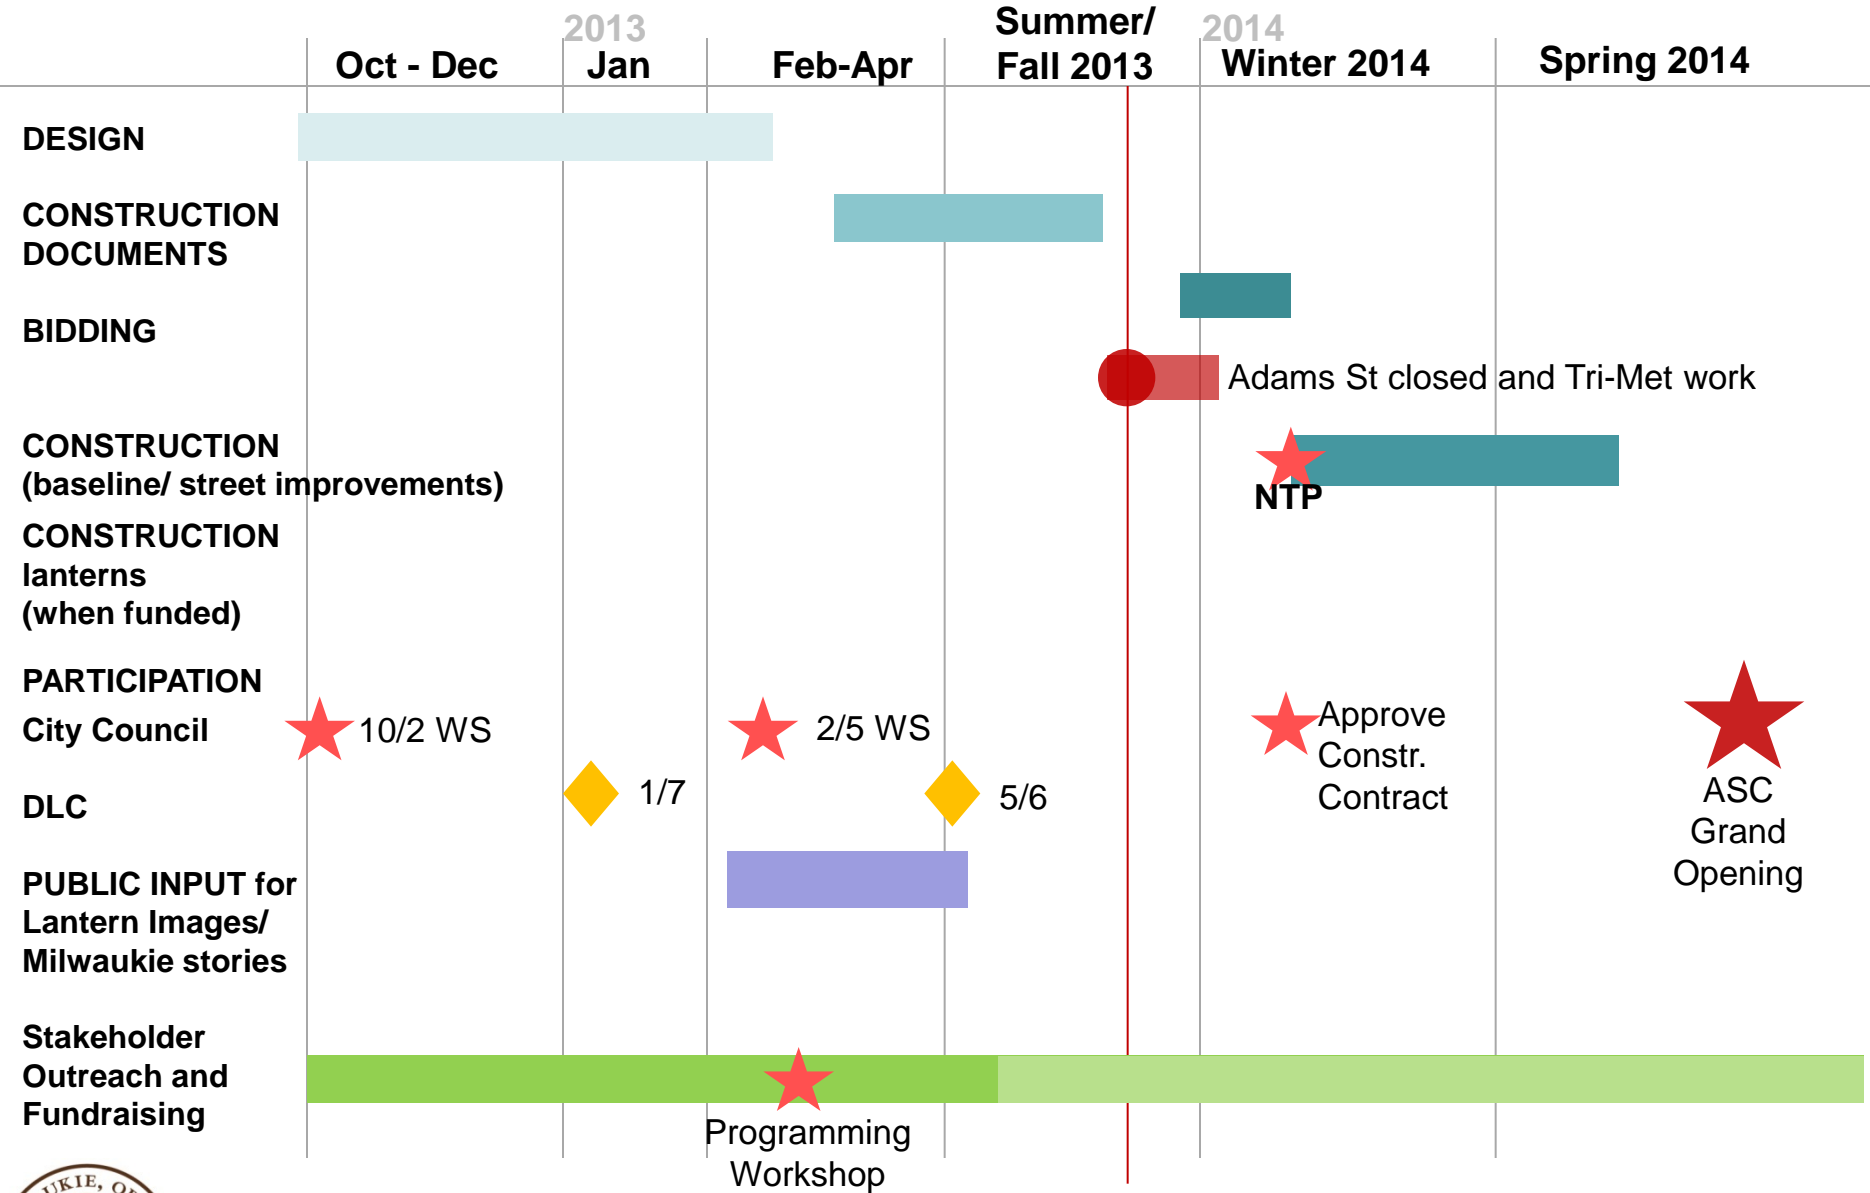 2013
Summer/
2014
Oct - Dec
Jan
Feb-Apr
Fall 2013
Winter 2014
Spring 2014
DESIGN
CONSTRUCTION
DOCUMENTS
BIDDING
Adams St closed and Tri-Met work
CONSTRUCTION
(baseline/ street improvements)
NTP
CONSTRUCTION
lanterns
(when funded)
PARTICIPATION
City Council
10/2 WS
2/5 WS
Approve
Constr.
Contract
DLC
1/7
5/6
ASC
Grand
Opening
PUBLIC INPUT for
Lantern Images/
Milwaukie stories
Stakeholder
Outreach and
Fundraising
Programming
Workshop